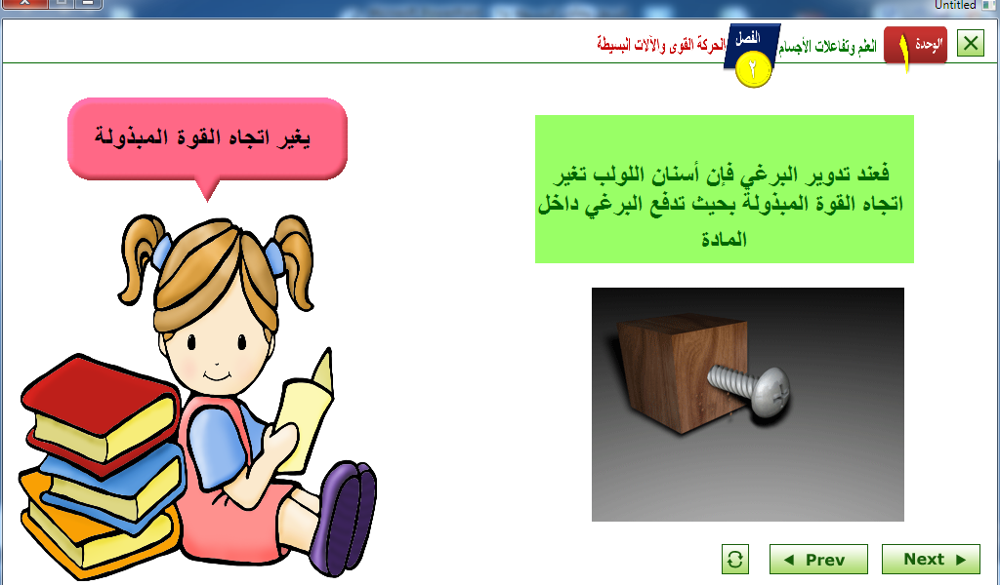 Untitled
الوحدة
١
العلم وتفاعلات الأجسام
الفصل
٢
الحركة القوى والآلات البسيطة
يغير اتجاه القوة المبذولة
فعند تدوير البرغي فإن أسنان اللولب تغير
اتجاه القوة المبذولة بحيث تدفع البرغي داخل
المادة
Prev
Next